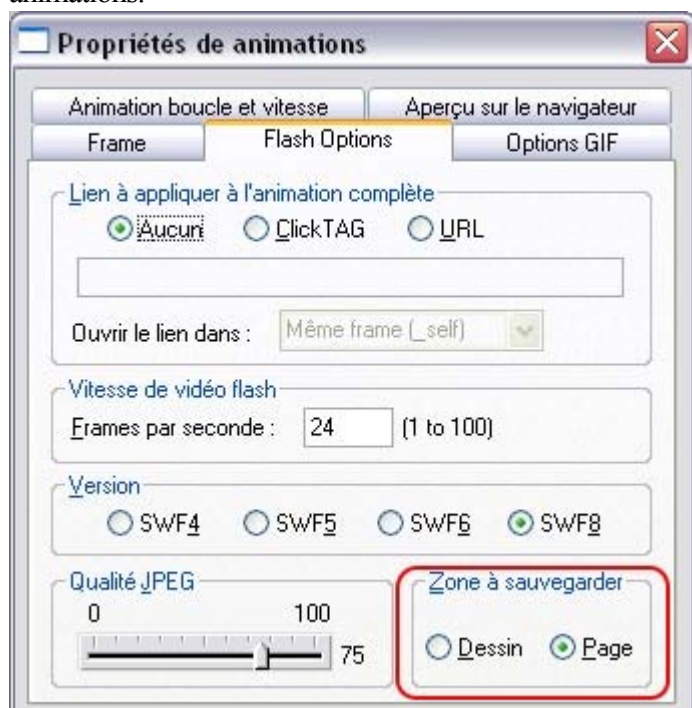 animations.
Propriétés de animations
Animation boucle et vitesse Aperçu sur le navigateur
Frame Flash Options Options GIF
Lien à appliquer à l'animation complète
Aucun ClickTAG URL
Ouvrir le lien dans : Même frame (_self)
Vitesse de vidéo flash
Frames par seconde : 24 (1 to 100)
Version
SWF4 SWF5 SWF6 SWF8
Qualité JPEG Zone à sauvegarder
0 100
75 Dessin Page